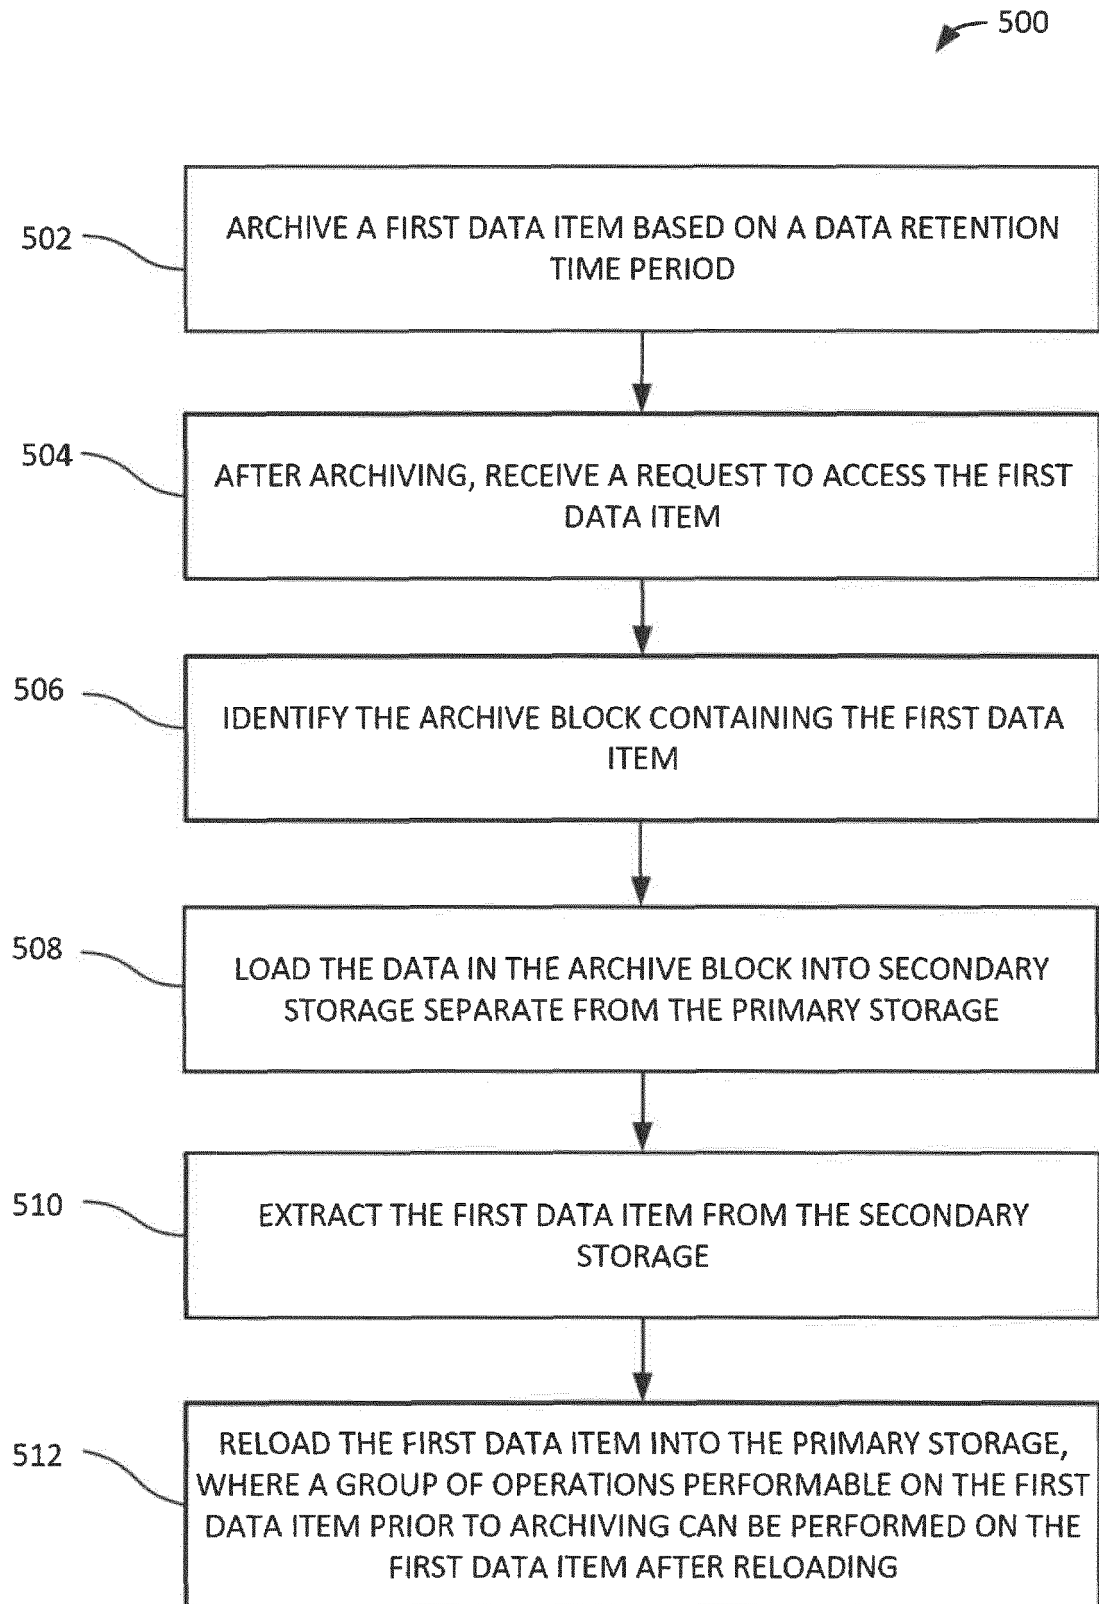 500
502
ARCHIVE A FIRST DATA ITEM BASED ON A DATA RETENTION
TIME PERIOD
504
AFTER ARCHIVING, RECEIVE A REQUEST TO ACCESS THE FIRST
DATA ITEM
506
IDENTIFY THE ARCHIVE BLOCK CONTAINING THE FIRST DATA
ITEM
508
LOAD THE DATA IN THE ARCHIVE BLOCK INTO SECONDARY
STORAGE SEPARATE FROM THE PRIMARY STORAGE
510
EXTRACT THE FIRST DATA ITEM FROM THE SECONDARY
STORAGE
512
RELOAD THE FIRST DATA ITEM INTO THE PRIMARY STORAGE,
WHERE A GROUP OF OPERATIONS PERFORMABLE ON THE FIRST
DATA ITEM PRIOR TO ARCHIVING CAN BE PERFORMED ON THE
FIRST DATA ITEM AFTER RELOADING